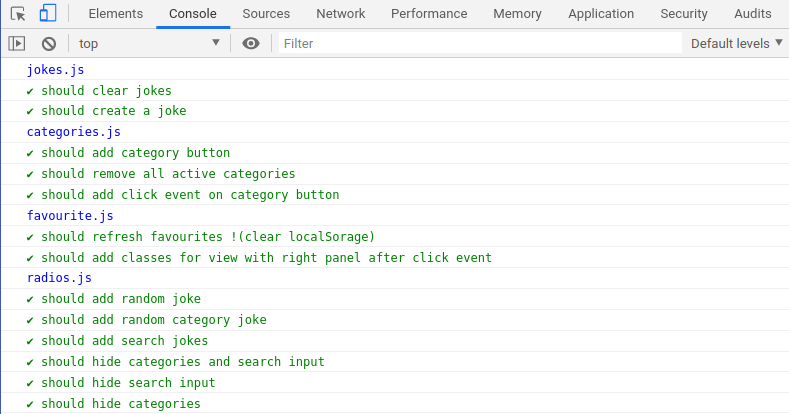 Elements Console Sources Network Performance Memory Application Security Audits
top Filter Default levels
jokes.js
✔ should clear jokes
✔ should create a joke
categories.js
✔ should add category button
✔ should remove all active categories
✔ should add click event on category button
favourite.js
✔ should refresh favourites !(clear localSorage)
✔ should add classes for view with right panel after click event
radios.js
✔ should add random joke
✔ should add random category joke
✔ should add search jokes
✔ should hide categories and search input
✔ should hide search input
✔ should hide categories